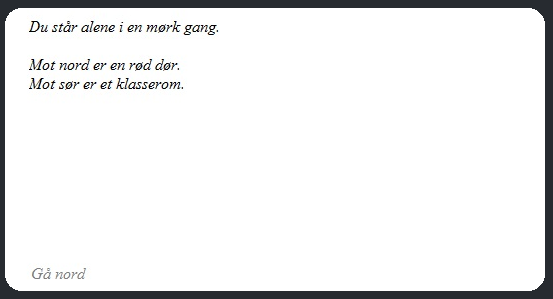 Du står alene i en mørk gang.
Mot nord er en rød dør.
Mot sør er et klasserom.
Gå nord